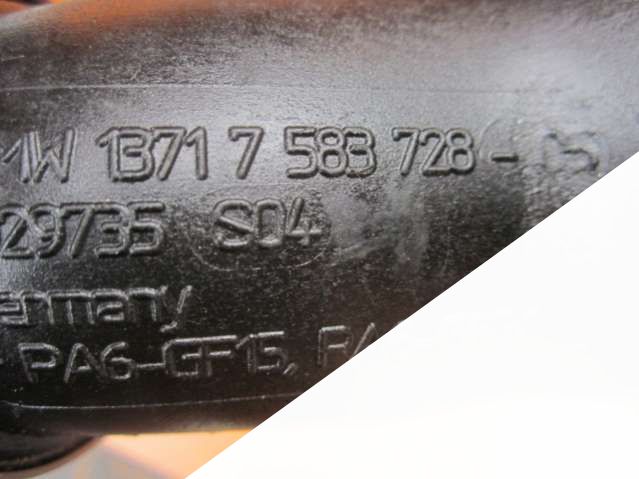 1W 1371 7 583 728 -
29735 S04
ermany
PA6-GF15,